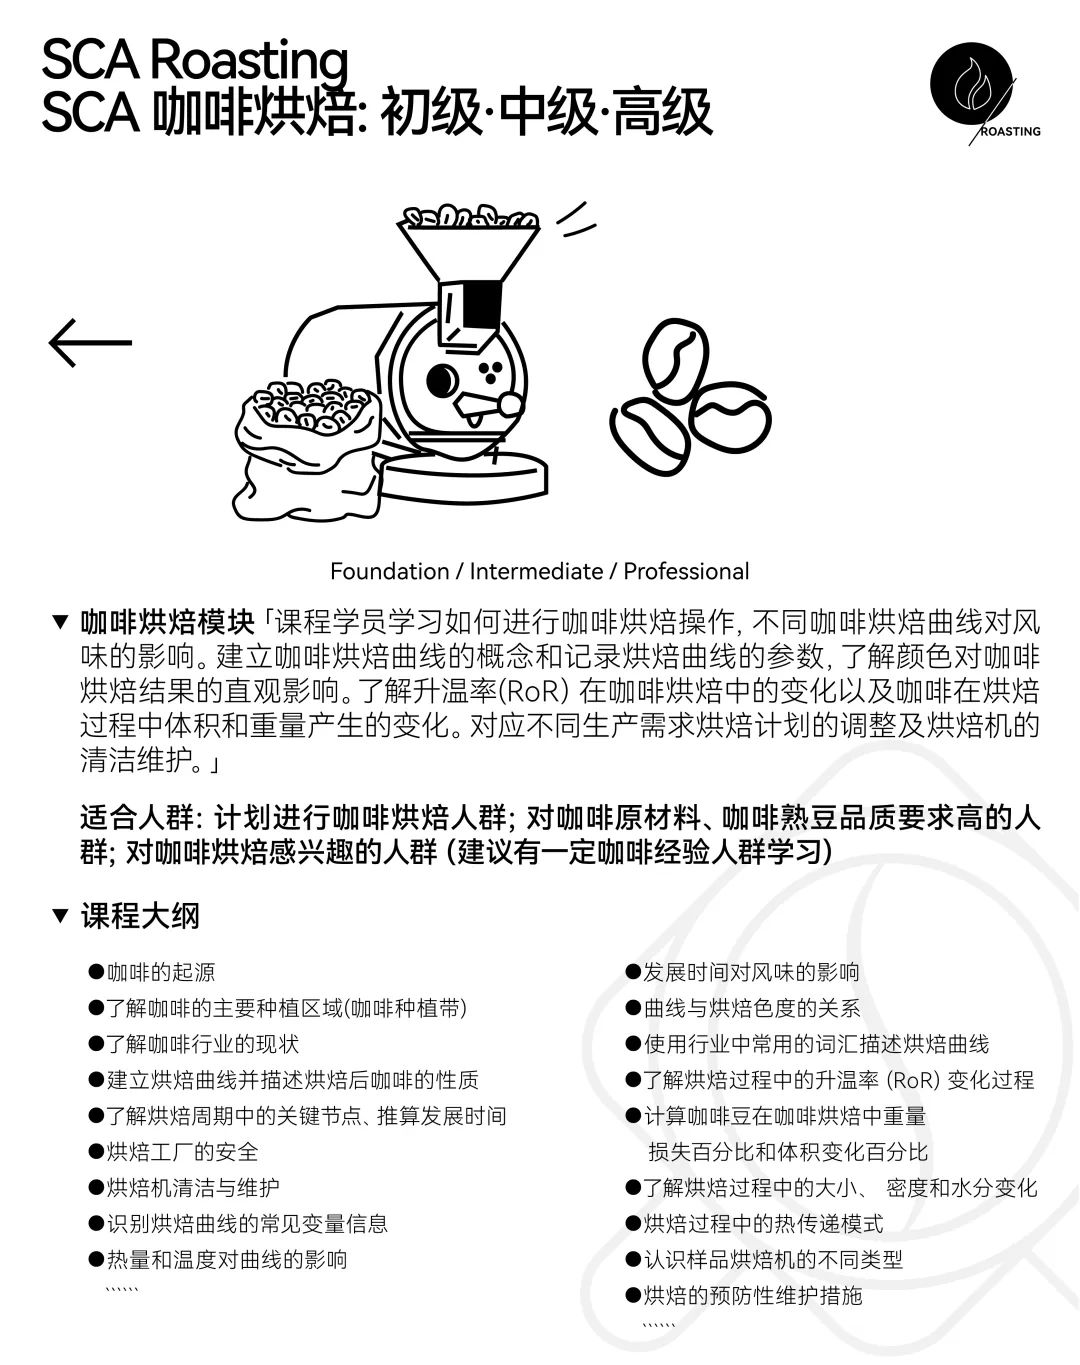 SCA Roasting
SCA 咖啡烘焙: 初级·中级·高级
ROASTING
Foundation / Intermediate / Professional
▼ 咖啡烘焙模块「课程学员学习如何进行咖啡烘焙操作, 不同咖啡烘焙曲线对风
味的影响。建立咖啡烘焙曲线的概念和记录烘焙曲线的参数, 了解颜色对咖啡
烘焙结果的直观影响。了解升温率(RoR) 在咖啡烘焙中的变化以及咖啡在烘焙
过程中体积和重量产生的变化。对应不同生产需求烘焙计划的调整及烘焙机的
清洁维护。」
适合人群: 计划进行咖啡烘焙人群; 对咖啡原材料、咖啡熟豆品质要求高的人
群; 对咖啡烘焙感兴趣的人群 (建议有一定咖啡经验人群学习)
▼ 课程大纲
●咖啡的起源
●了解咖啡的主要种植区域(咖啡种植带)
●了解咖啡行业的现状
●建立烘焙曲线并描述烘焙后咖啡的性质
●了解烘焙周期中的关键节点、推算发展时间
●烘焙工厂的安全
●烘焙机清洁与维护
●识别烘焙曲线的常见变量信息
●热量和温度对曲线的影响
``````
●发展时间对风味的影响
●曲线与烘焙色度的关系
●使用行业中常用的词汇描述烘焙曲线
●了解烘焙过程中的升温率 (RoR) 变化过程
●计算咖啡豆在咖啡烘焙中重量
损失百分比和体积变化百分比
●了解烘焙过程中的大小、 密度和水分变化
●烘焙过程中的热传递模式
●认识样品烘焙机的不同类型
●烘焙的预防性维护措施
``````